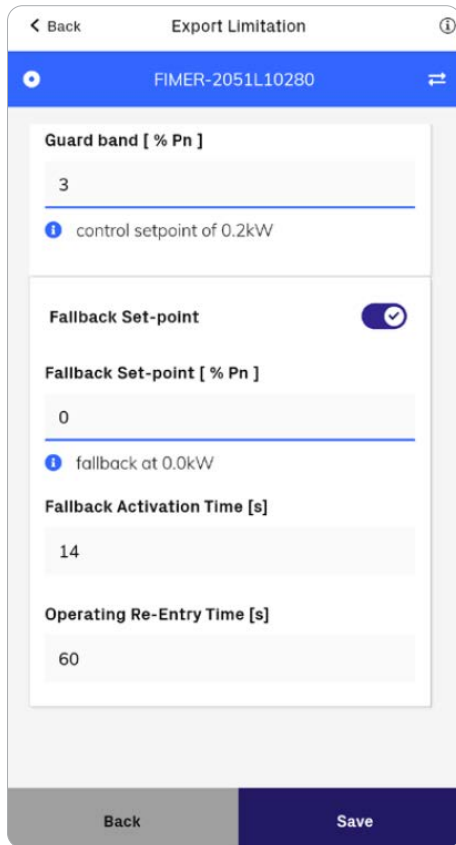 Back Export Limitation
FIMER-2051L10280
Guard band [ % Pn ]
3
control setpoint of 0.2kW
Fallback Set-point
Fallback Set-point [ % Pn ]
0
fallback at 0.0kW
Fallback Activation Time [s]
14
Operating Re-Entry Time [s]
60
Back Save